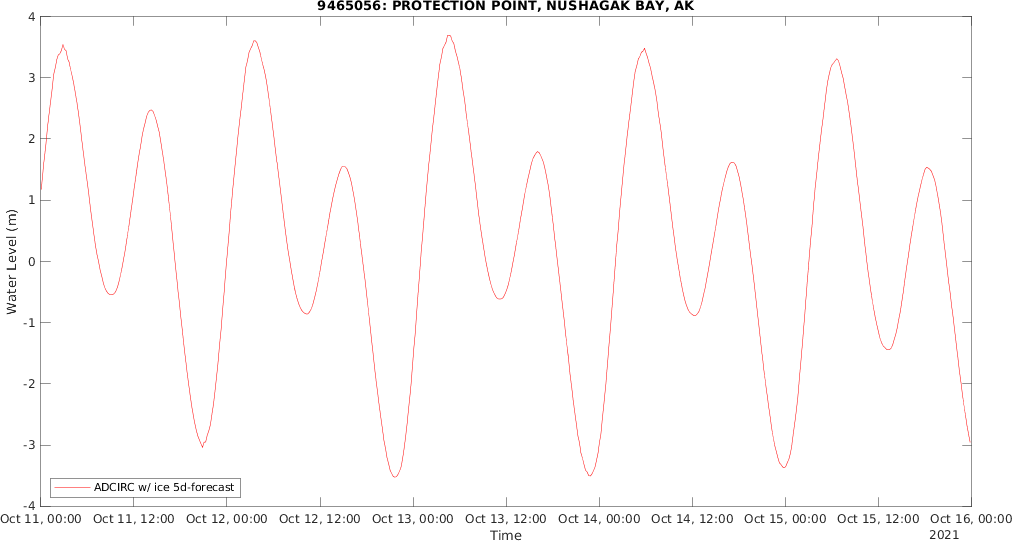 9465056: PROTECTION POINT, NUSHAGAK BAY, AK
4
3
2
1
0
-1
-2
-3
-4
Water Level (m)
ADCIRC w/ ice 5d-forecast
Oct 11, 00:00 Oct 11, 12:00 Oct 12, 00:00 Oct 12, 12:00 Oct 13, 00:00 Oct 13, 12:00 Oct 14, 00:00 Oct 14, 12:00 Oct 15, 00:00 Oct 15, 12:00 Oct 16, 00:00
Time
2021